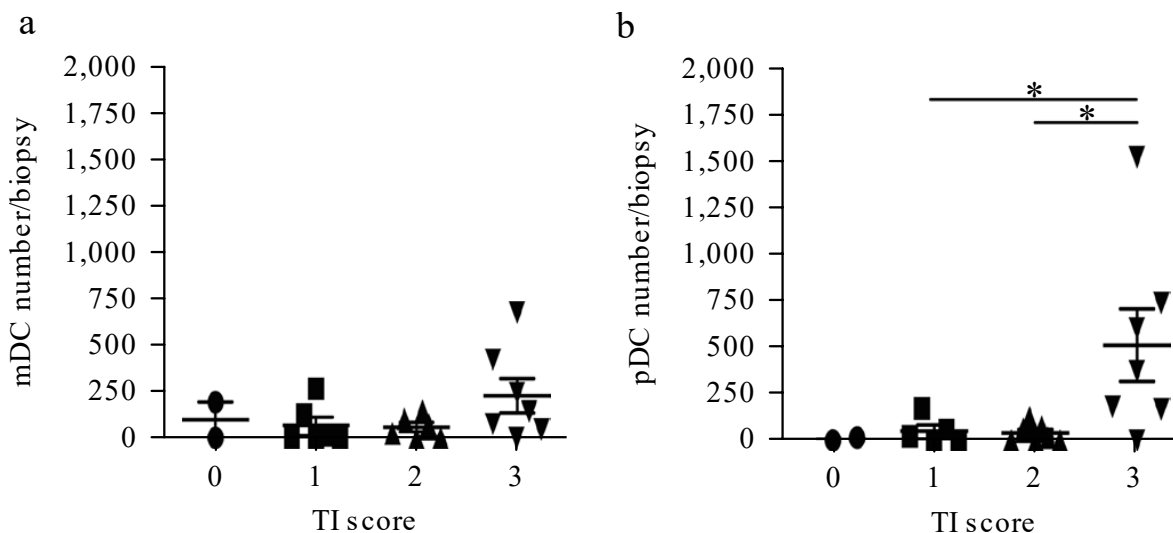 a
mDC number/biopsy
2,000
1,750
1,500
1,250
1,000
750
500
250
0
0 1 2 3
TI score
b
pDC number/biopsy
2,000
1,750
1,500
1,250
1,000
750
500
250
0
*
*
0 1 2 3
TI score